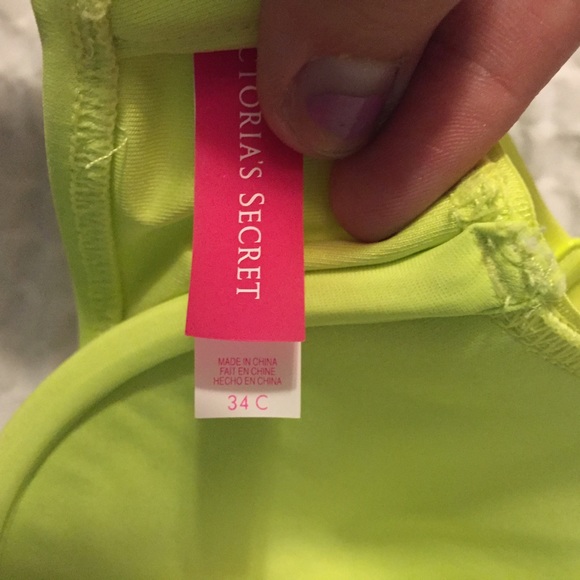 CTORIA'S SECRET
MADE IN CHINA
FAIT EN CHINE
HECHO EN CHINA
34 C